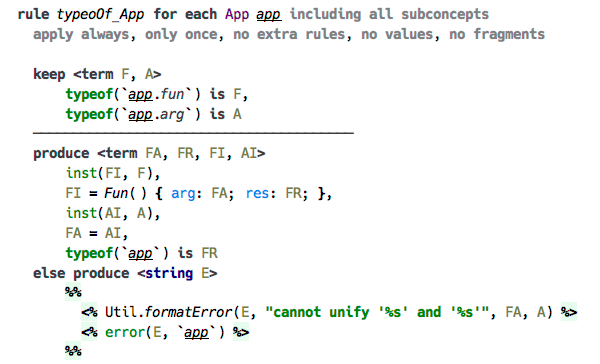 rule typeOf_App for each App app including all subconcepts
apply always, only once, no extra rules, no values, no fragments
keep <term F, A>
typeof(`app.fun`) is F,
typeof(`app.arg`) is A
produce <term FA, FR, FI, AI>
inst(FI, F),
FI = Fun() { arg: FA; res: FR; },
inst(AI, A),
FA = AI,
typeof(`app`) is FR
else produce <string E>
%%
<% Util.formatError(E, "cannot unify '%s' and '%s'", FA, A) %>
<% error(E, `app`) %>
%%